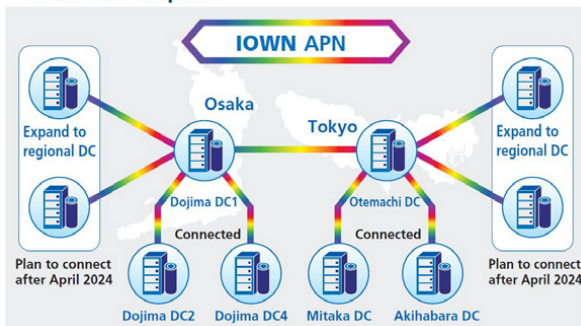 IOWN APN
Osaka
Tokyo
Expand to
regional DC
Expand to
regional DC
Dojima DC1
Otemachi DC
Connected
Connected
Plan to connect
after April 2024
Plan to connect
after April 2024
Dojima DC2
Dojima DC4
Mitaka DC
Akihabara DC